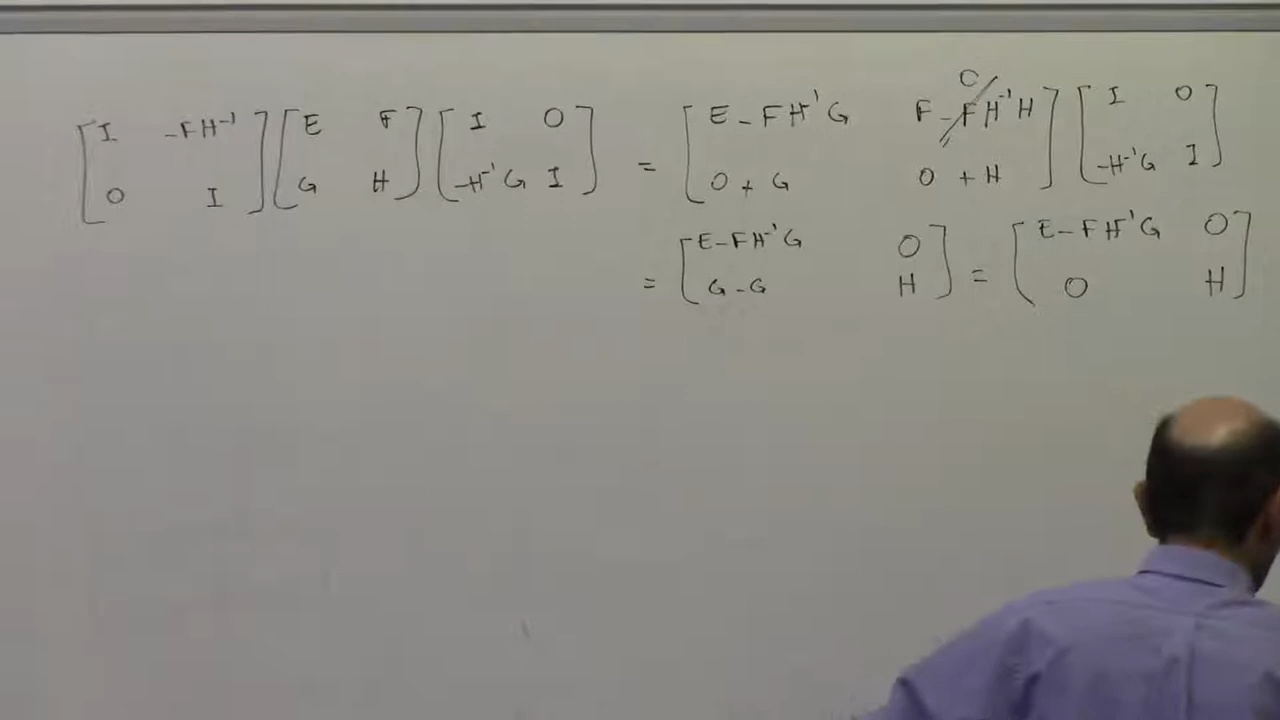 [I -FH⁻¹ ; 0 I] [E F ; G H] [I 0 ; -H⁻¹G I] = [E - FH⁻¹G F - FH⁻¹H 0 ; 0 + G 0 + H] [I 0 ; -H⁻¹G I]
= [E - FH⁻¹G 0 ; G - G H] = [E - FH⁻¹G 0 ; 0 H]